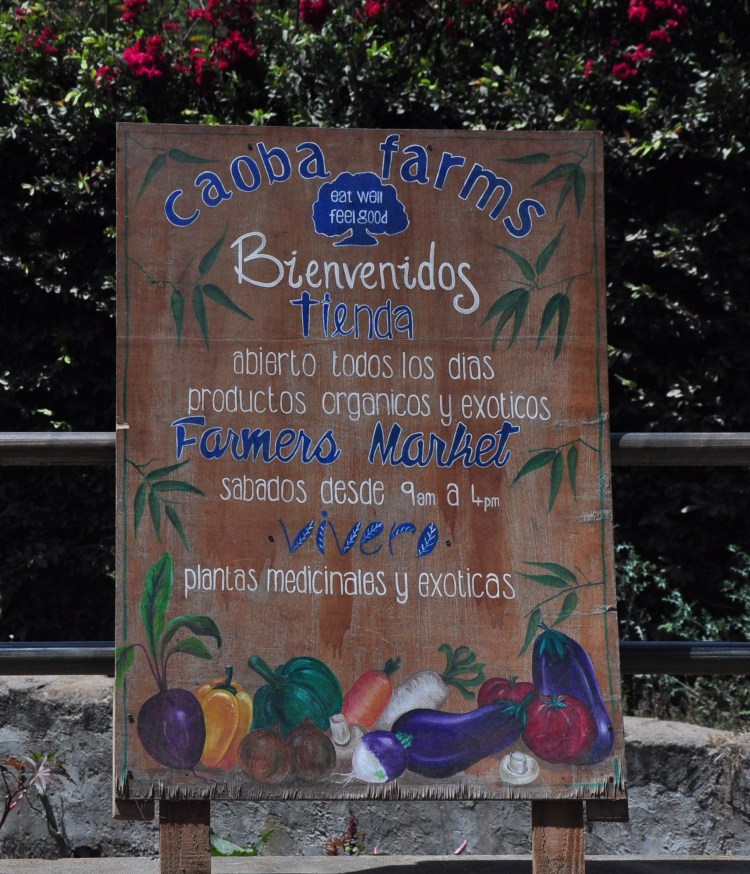 caoba farms
eat well
feel good
Bienvenidos
Tienda
abierto todos los dias
productos organicos y exoticos
Farmers Market
sabados desde 9am a 4pm
vivero
plantas medicinales y exoticas